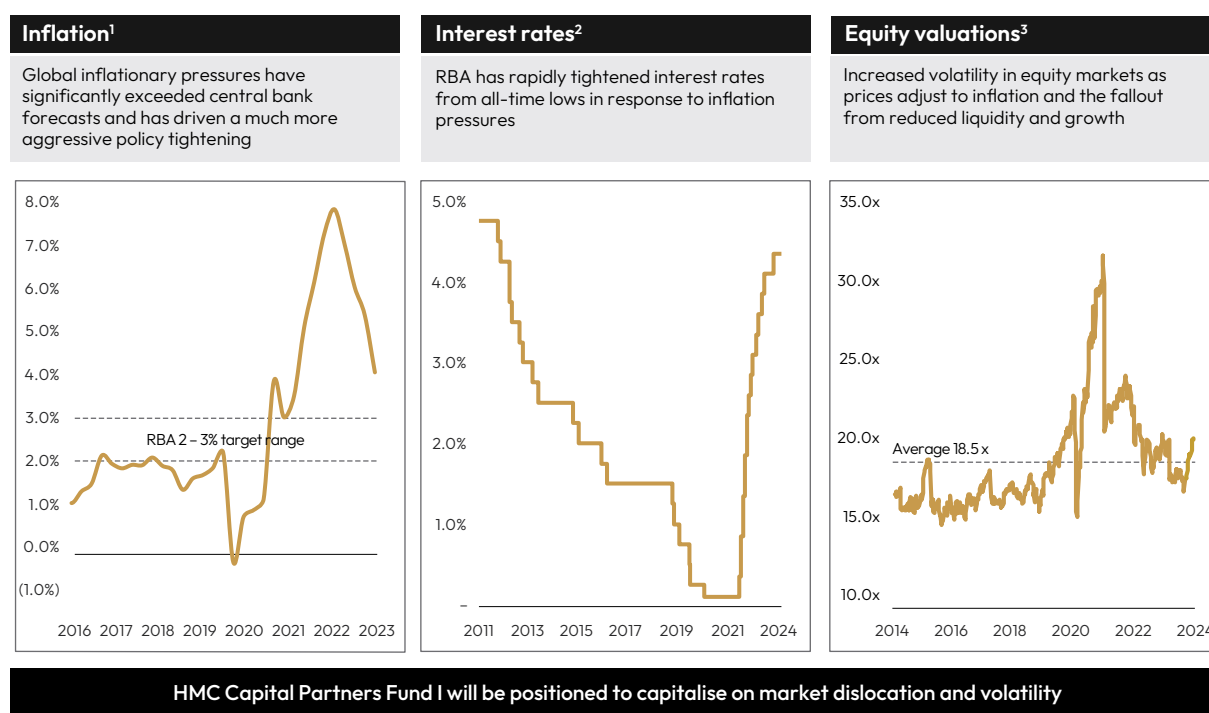 Inflation¹
Global inflationary pressures have
significantly exceeded central bank
forecasts and has driven a much more
aggressive policy tightening
8.0%
7.0%
6.0%
5.0%
4.0%
3.0%
RBA 2 – 3% target range
2.0%
1.0%
0.0%
(1.0%)
2016 2017 2018 2019 2020 2021 2022 2023
Interest rates²
RBA has rapidly tightened interest rates
from all-time lows in response to inflation
pressures
5.0%
4.0%
3.0%
2.0%
1.0%
–
2011 2013 2015 2017 2019 2021 2024
Equity valuations³
Increased volatility in equity markets as
prices adjust to inflation and the fallout
from reduced liquidity and growth
35.0x
30.0x
25.0x
20.0x
Average 18.5 x
15.0x
10.0x
2014 2016 2018 2020 2022 2024
HMC Capital Partners Fund I will be positioned to capitalise on market dislocation and volatility